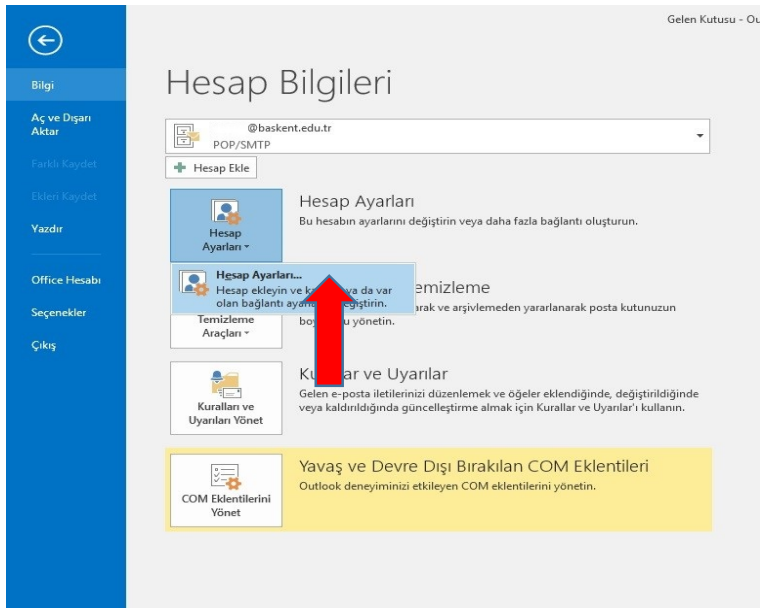 Gelen Kutusu - Ou
Bilgi
Aç ve Dışarı
Aktar
Farklı Kaydet
Ekleri Kaydet
Yazdır
Office Hesabı
Seçenekler
Çıkış
Hesap Bilgileri
@baskent.edu.tr
POP/SMTP
Hesap Ekle
Hesap
Ayarları
Hesap Ayarları
Bu hesabın ayarlarını değiştirin veya daha fazla bağlantı oluşturun.
Hesap Ayarları...
Hesap ekleyin ve ya da var
olan bağlantı
Temizleme
Araçları
emizleme
arak ve arşivlemeden yararlanarak posta kutunuzun
yönetin.
Kuralları ve
Uyarıları Yönet
ar ve Uyarılar
Gelen e-posta iletilerinizi düzenlemek ve öğeler eklendiğinde, değiştirildiğinde
veya kaldırıldığında güncelleştirme almak için Kurallar ve Uyarılar'ı kullanın.
COM Eklentilerini
Yönet
Yavaş ve Devre Dışı Bırakılan COM Eklentileri
Outlook deneyiminizi etkileyen COM eklentilerini yönetin.